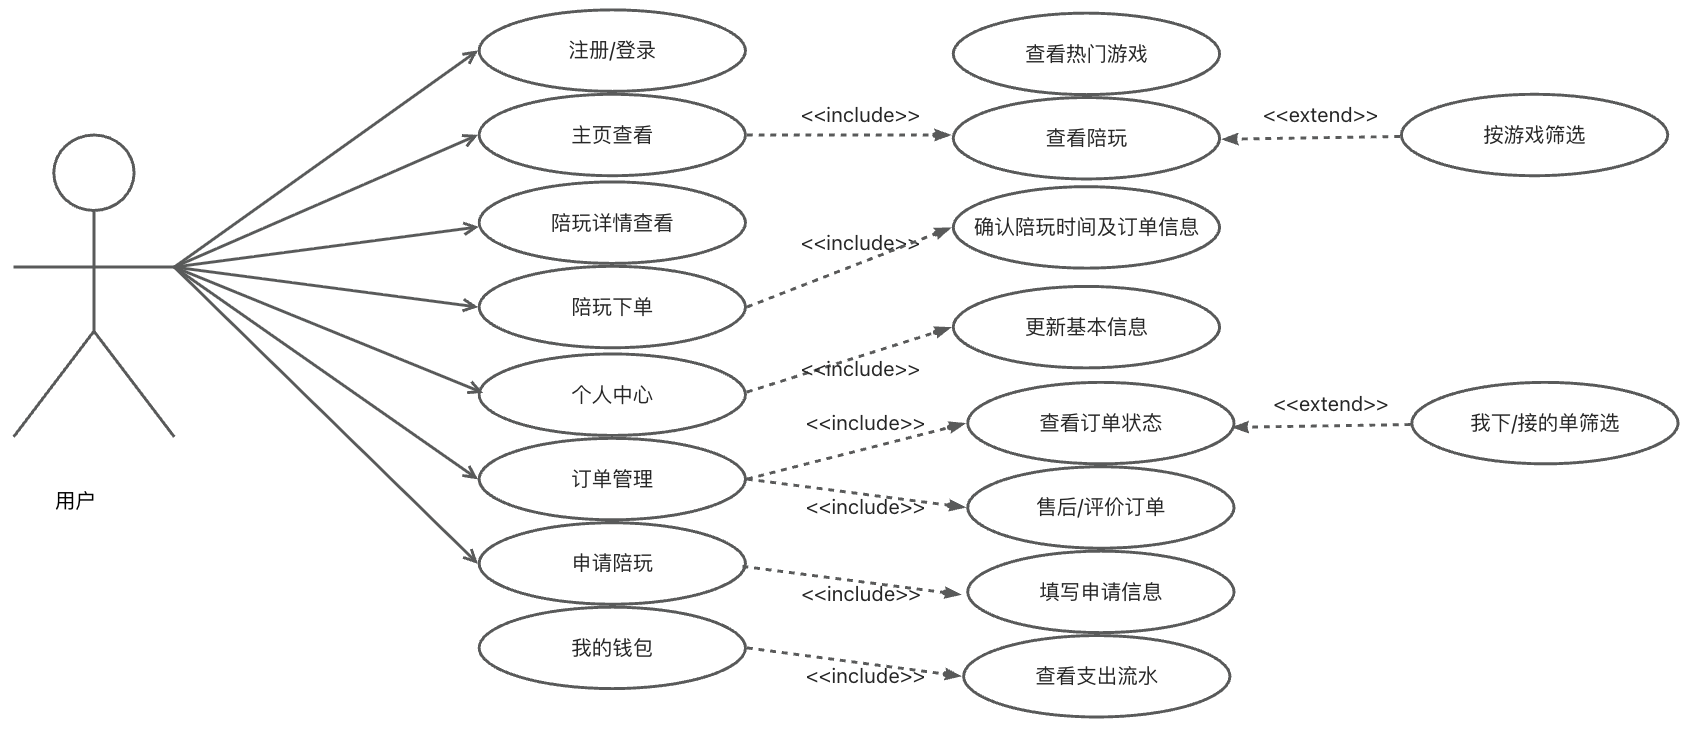 注册/登录
查看热门游戏
主页查看
<<include>>
查看陪玩
<<extend>>
按游戏筛选
陪玩详情查看
<<include>>
确认陪玩时间及订单信息
陪玩下单
更新基本信息
<<include>>
个人中心
<<include>>
查看订单状态
<<extend>>
我下/接的单筛选
用户
订单管理
<<include>>
售后/评价订单
申请陪玩
<<include>>
填写申请信息
我的钱包
<<include>>
查看支出流水